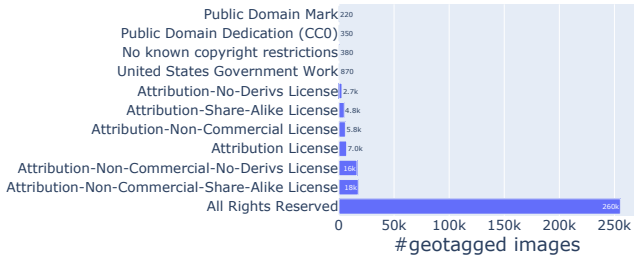 Public Domain Mark 220
Public Domain Dedication (CC0) 350
No known copyright restrictions 380
United States Government Work 870
Attribution-No-Derivs License 2.7k
Attribution-Share-Alike License 4.8k
Attribution-Non-Commercial License 5.8k
Attribution License 7.0k
Attribution-Non-Commercial-No-Derivs License 16k
Attribution-Non-Commercial-Share-Alike License 18k
All Rights Reserved 260k
0 50k 100k 150k 200k 250k
#geotagged images